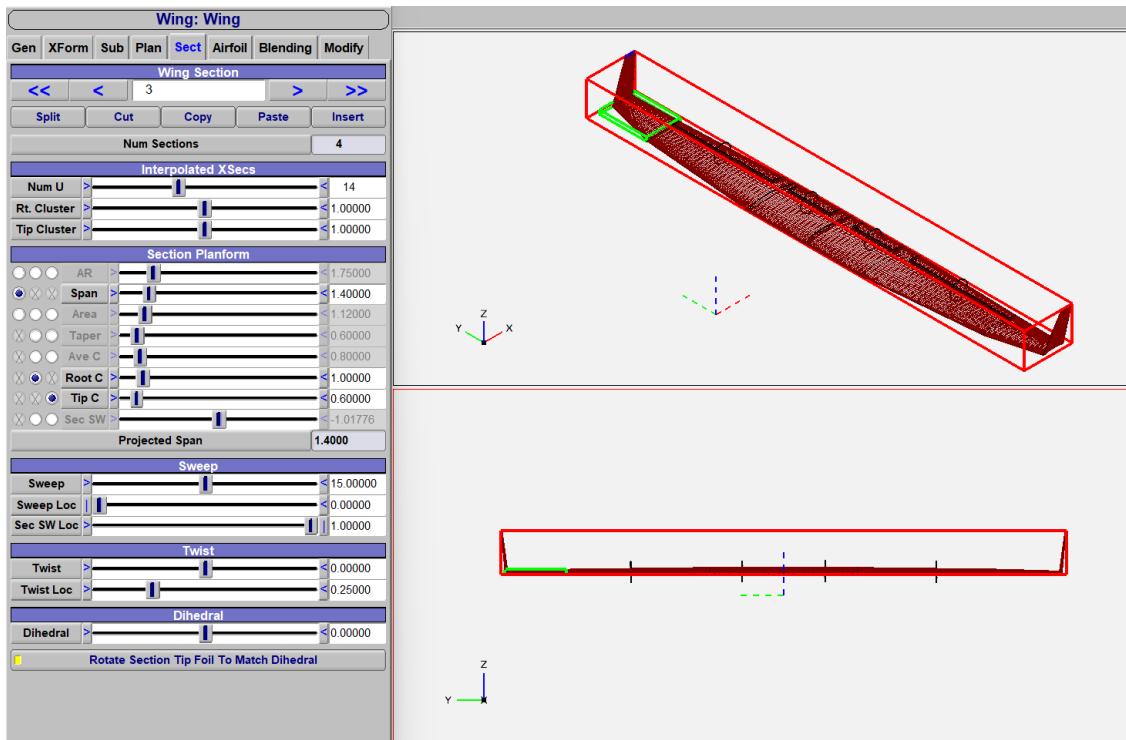 Wing: Wing
Gen XForm Sub Plan Sect Airfoil Blending Modify
Wing Section
<< < 3 > >>
Split Cut Copy Paste Insert
Num Sections 4
Interpolated XSecs
Num U > < 14
Rt. Cluster > < 1.00000
Tip Cluster > < 1.00000
Section Planform
AR > < 1.75000
X X Span > < 1.40000
Area > < 1.12000
X Taper > < 0.60000
X Ave C > < 0.80000
X X Root C > < 1.00000
X X Tip C > < 0.60000
X Sec SW > < -1.01776
Projected Span 1.4000
Sweep
Sweep > < 15.00000
Sweep Loc | < 0.00000
Sec SW Loc > | 1.00000
Twist
Twist > < 0.00000
Twist Loc > < 0.25000
Dihedral
Dihedral > < 0.00000
Rotate Section Tip Foil To Match Dihedral
Z
Y X
Z
Y